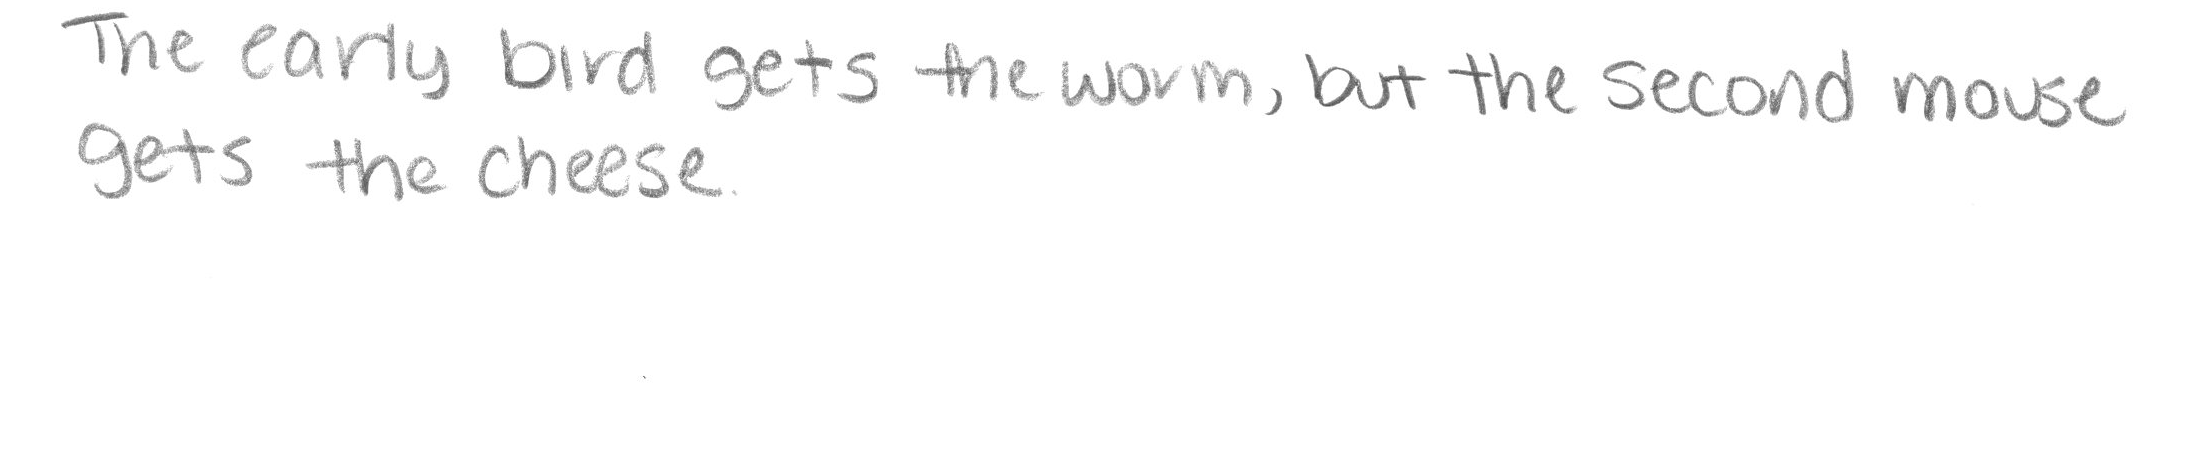 The early bird gets the worm, but the second mouse
gets the cheese.